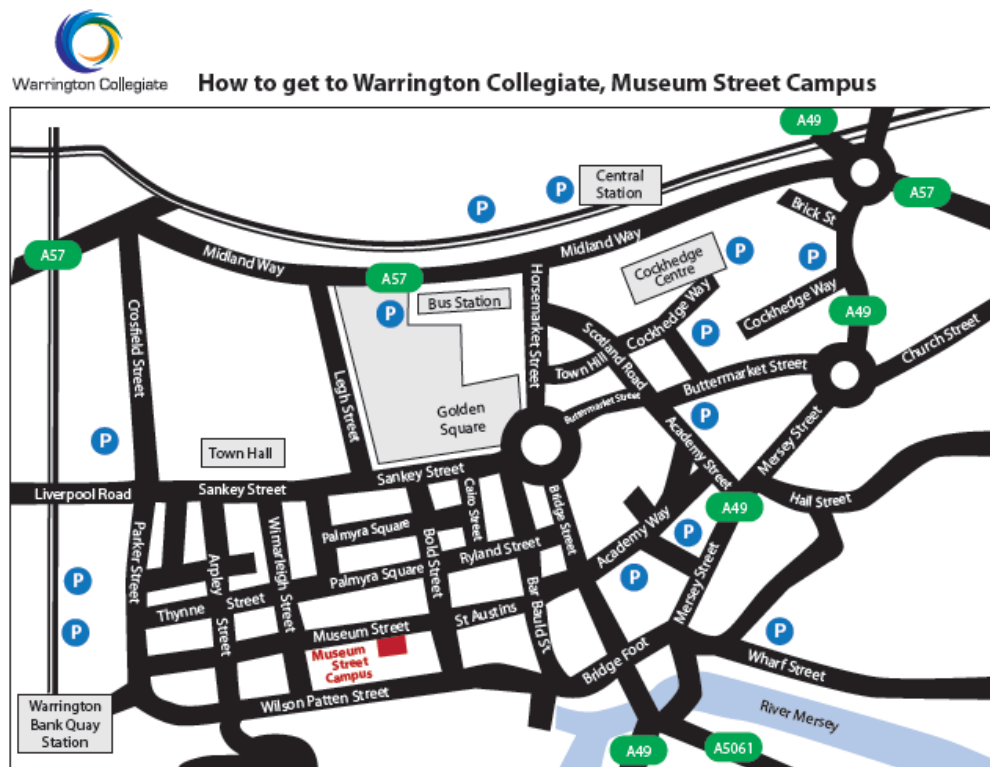 Warrington Collegiate
How to get to Warrington Collegiate, Museum Street Campus
A49
Central
Station
P
P
A57
Brick St
A57
Midland Way
Midland Way
A57
Cockhedge
Centre
P
P
Bus Station
P
Horsemarket Street
Cockhedge Way
Cockhedge Way
A49
Crosfield Street
Scotland Road
P
Church Street
Town Hill
Legh Street
Buttermarket Street
Buttermarket Street
Golden
Square
P
P
Academy Street
Mersey Street
Town Hall
Sankey Street
Liverpool Road
Sankey Street
Hall Street
A49
Cairo Street
Bridge Street
Palmyra Square
Bold Street
Academy Way
P
Parker Street
Wimarleigh Street
Ryland Street
Arpley
Street
Palmyra Square
P
P
Mersey Street
Thynne Street
Bar Bauld St
St Austins
P
P
Museum Street
Museum
Street
Campus
Bridge Foot
Wharf Street
Wilson Patten Street
Warrington
Bank Quay
Station
River Mersey
A49
A5061